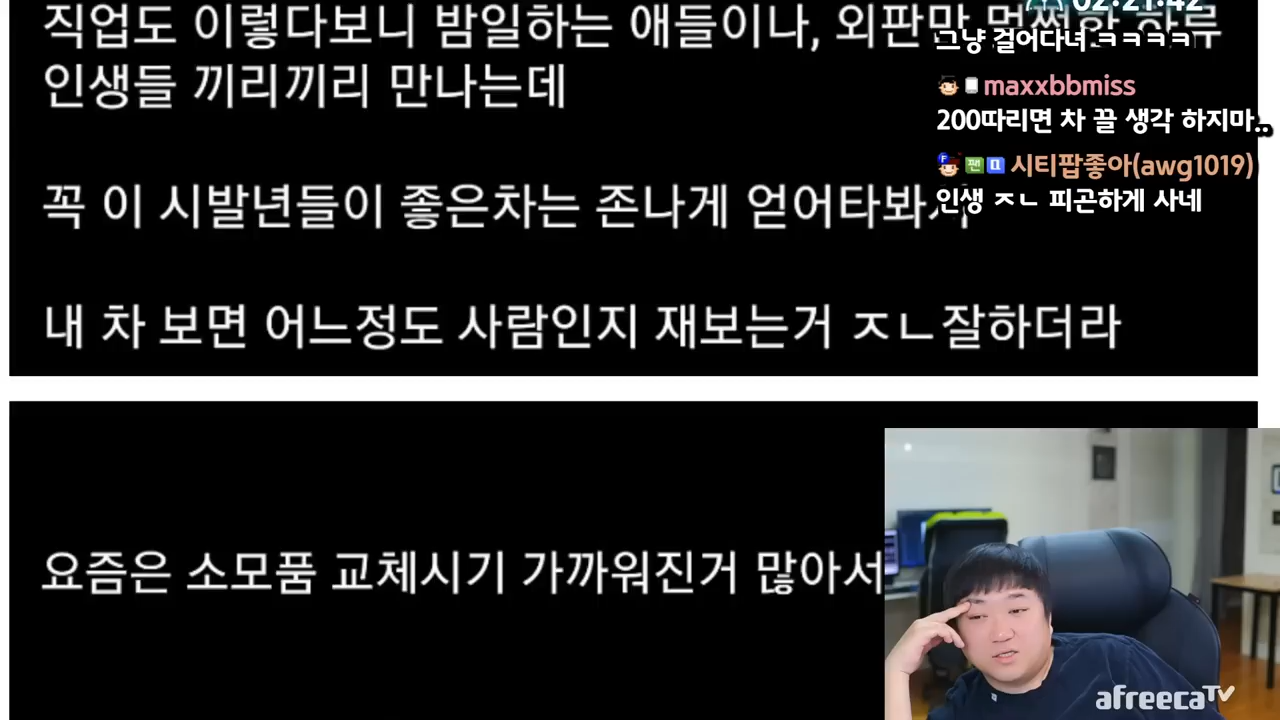 직업도 이렇다보니 밤일하는 애들이나, 외판만 멀쩡한 하류
인생들 끼리끼리 만나는데
꼭 이 시발년들이 좋은차는 존나게 얻어타봐서
내 차 보면 어느정도 사람인지 재보는거 ㅈㄴ잘하더라
요즘은 소모품 교체시기 가까워진거 많아서
02:21:42
그냥 걸어다녀 ㅋㅋㅋㅋ
maxxbbmiss
200따리면 차 끌 생각 하지마..
F 짼 n 시티팝좋아(awg1019)
인생 ㅈㄴ 피곤하게 사네
afreecaTV